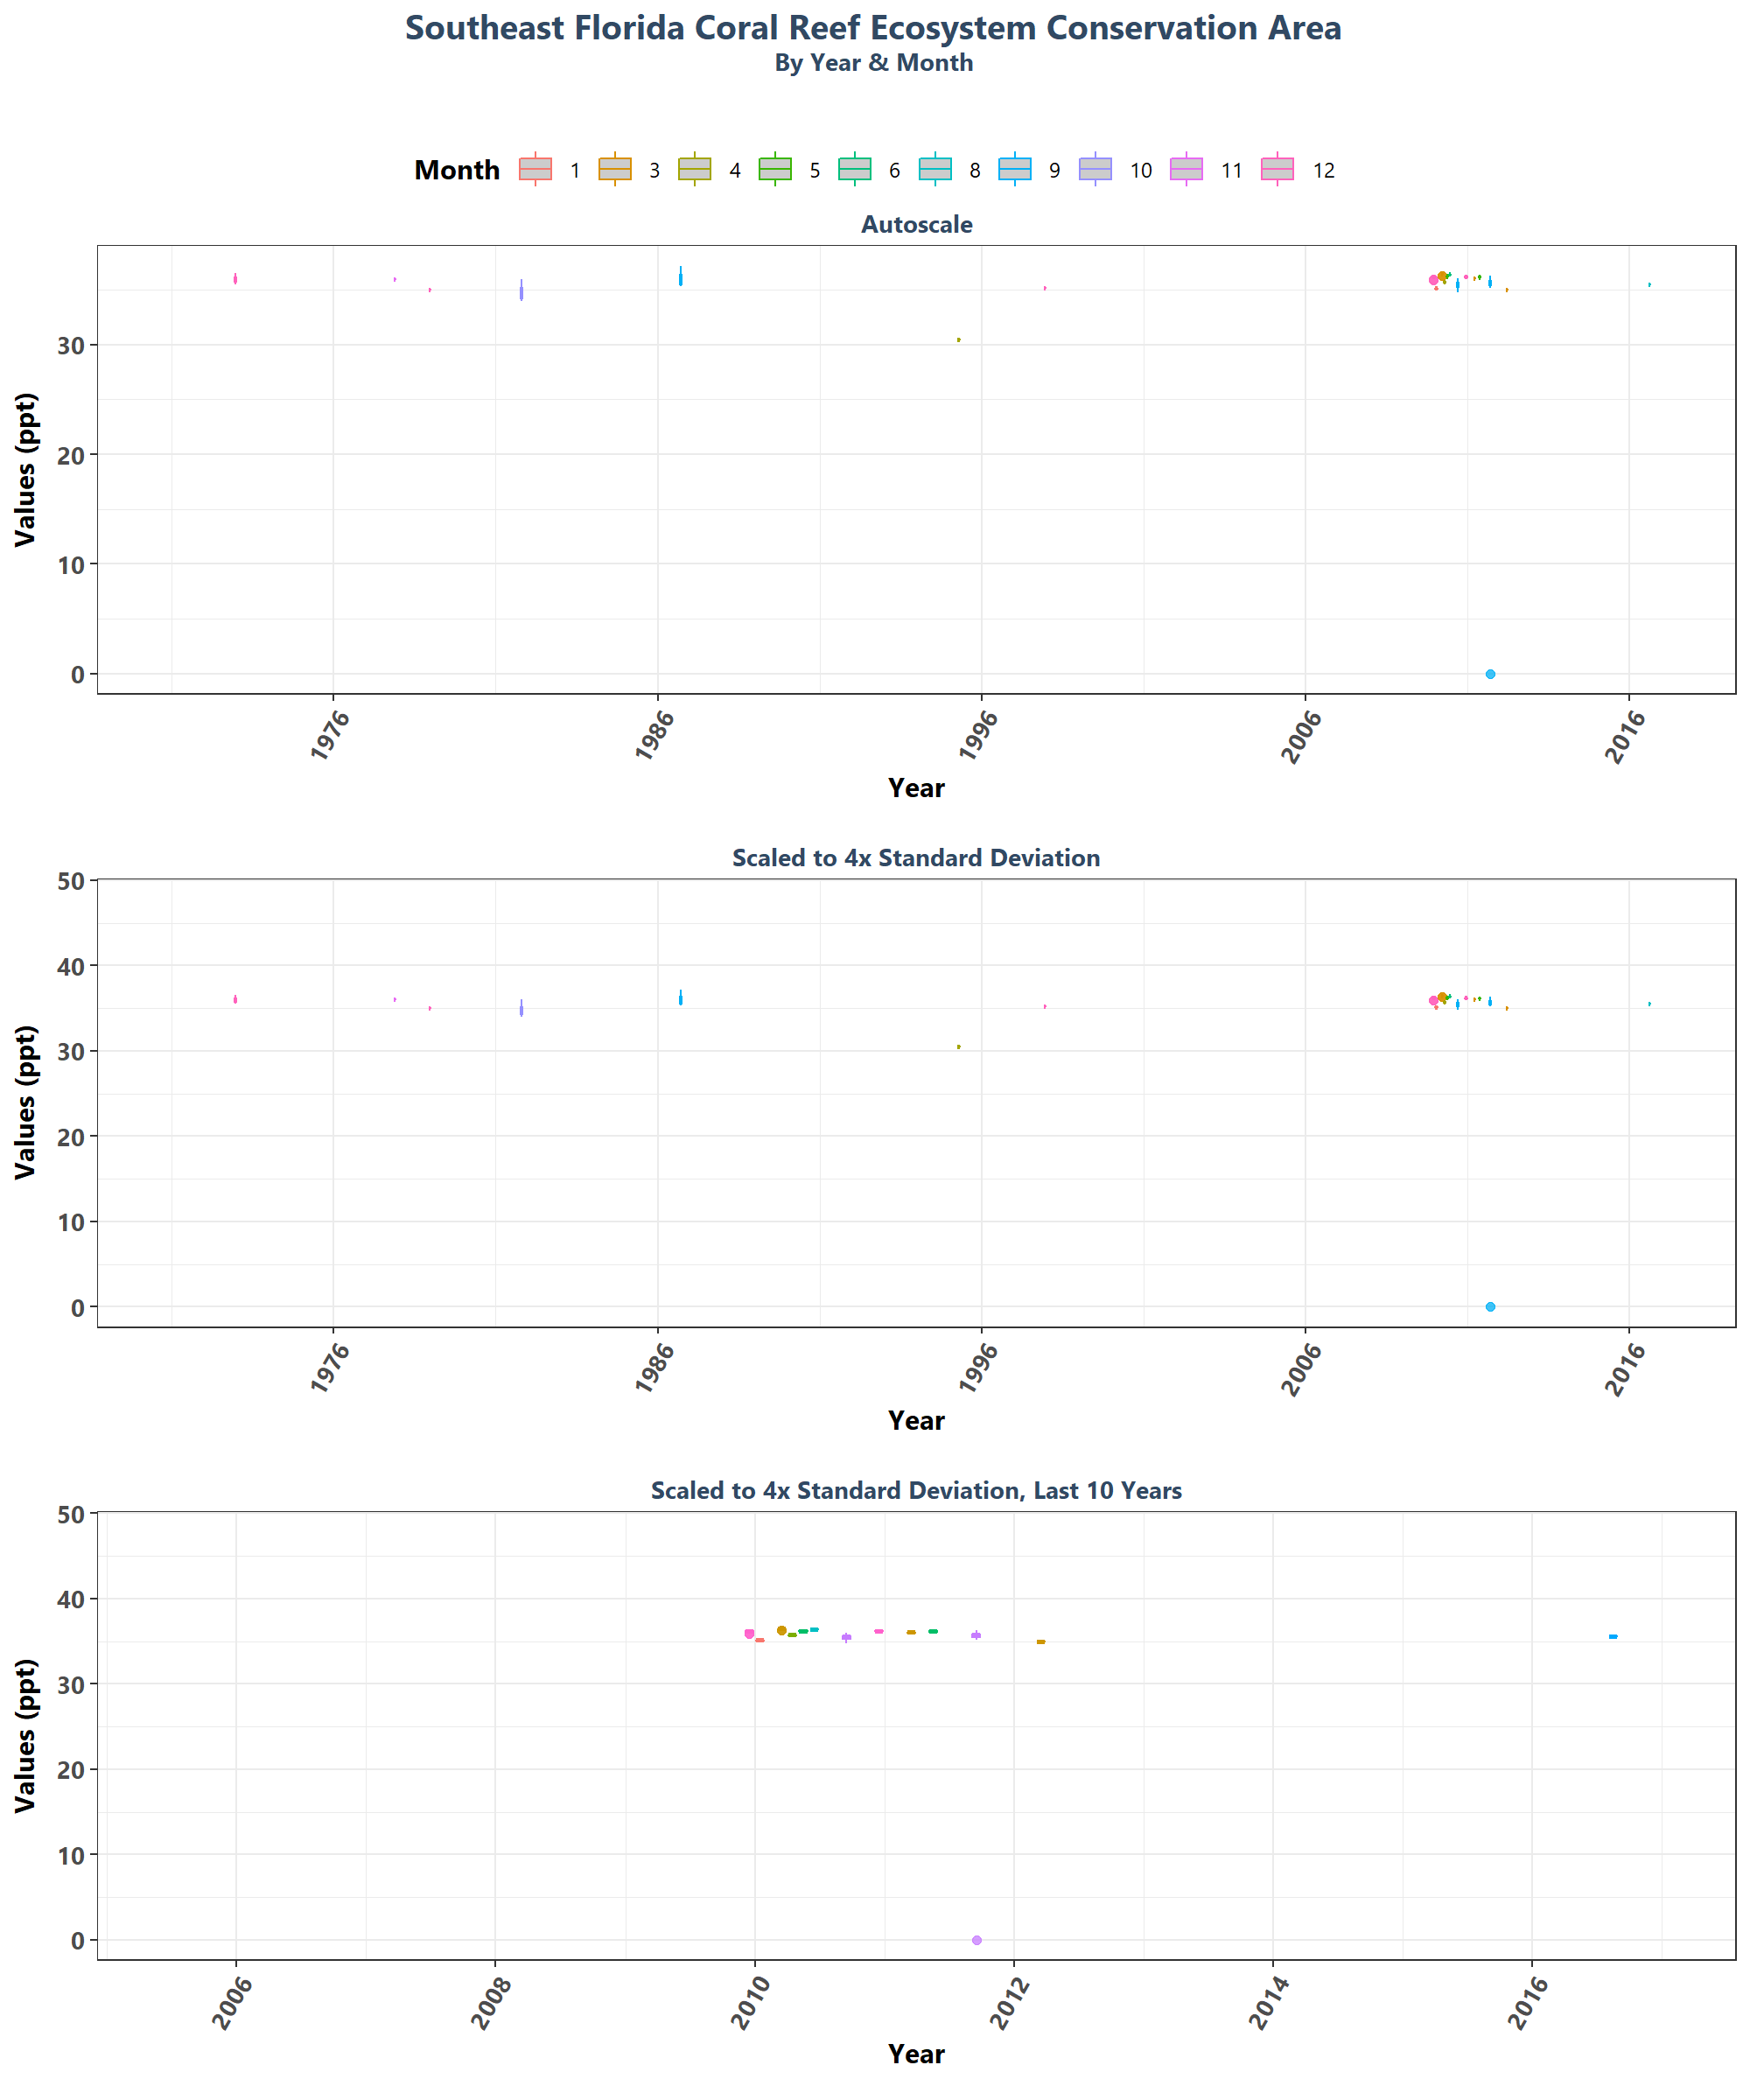 Southeast Florida Coral Reef Ecosystem Conservation Area
By Year & Month
Month 1 3 4 5 6 8 9 10 11 12
Autoscale
Values (ppt)
30
20
10
0
1976 1986 1996 2006 2016
Year
Scaled to 4x Standard Deviation
Values (ppt)
50
40
30
20
10
0
1976 1986 1996 2006 2016
Year
Scaled to 4x Standard Deviation, Last 10 Years
Values (ppt)
50
40
30
20
10
0
2006 2008 2010 2012 2014 2016
Year